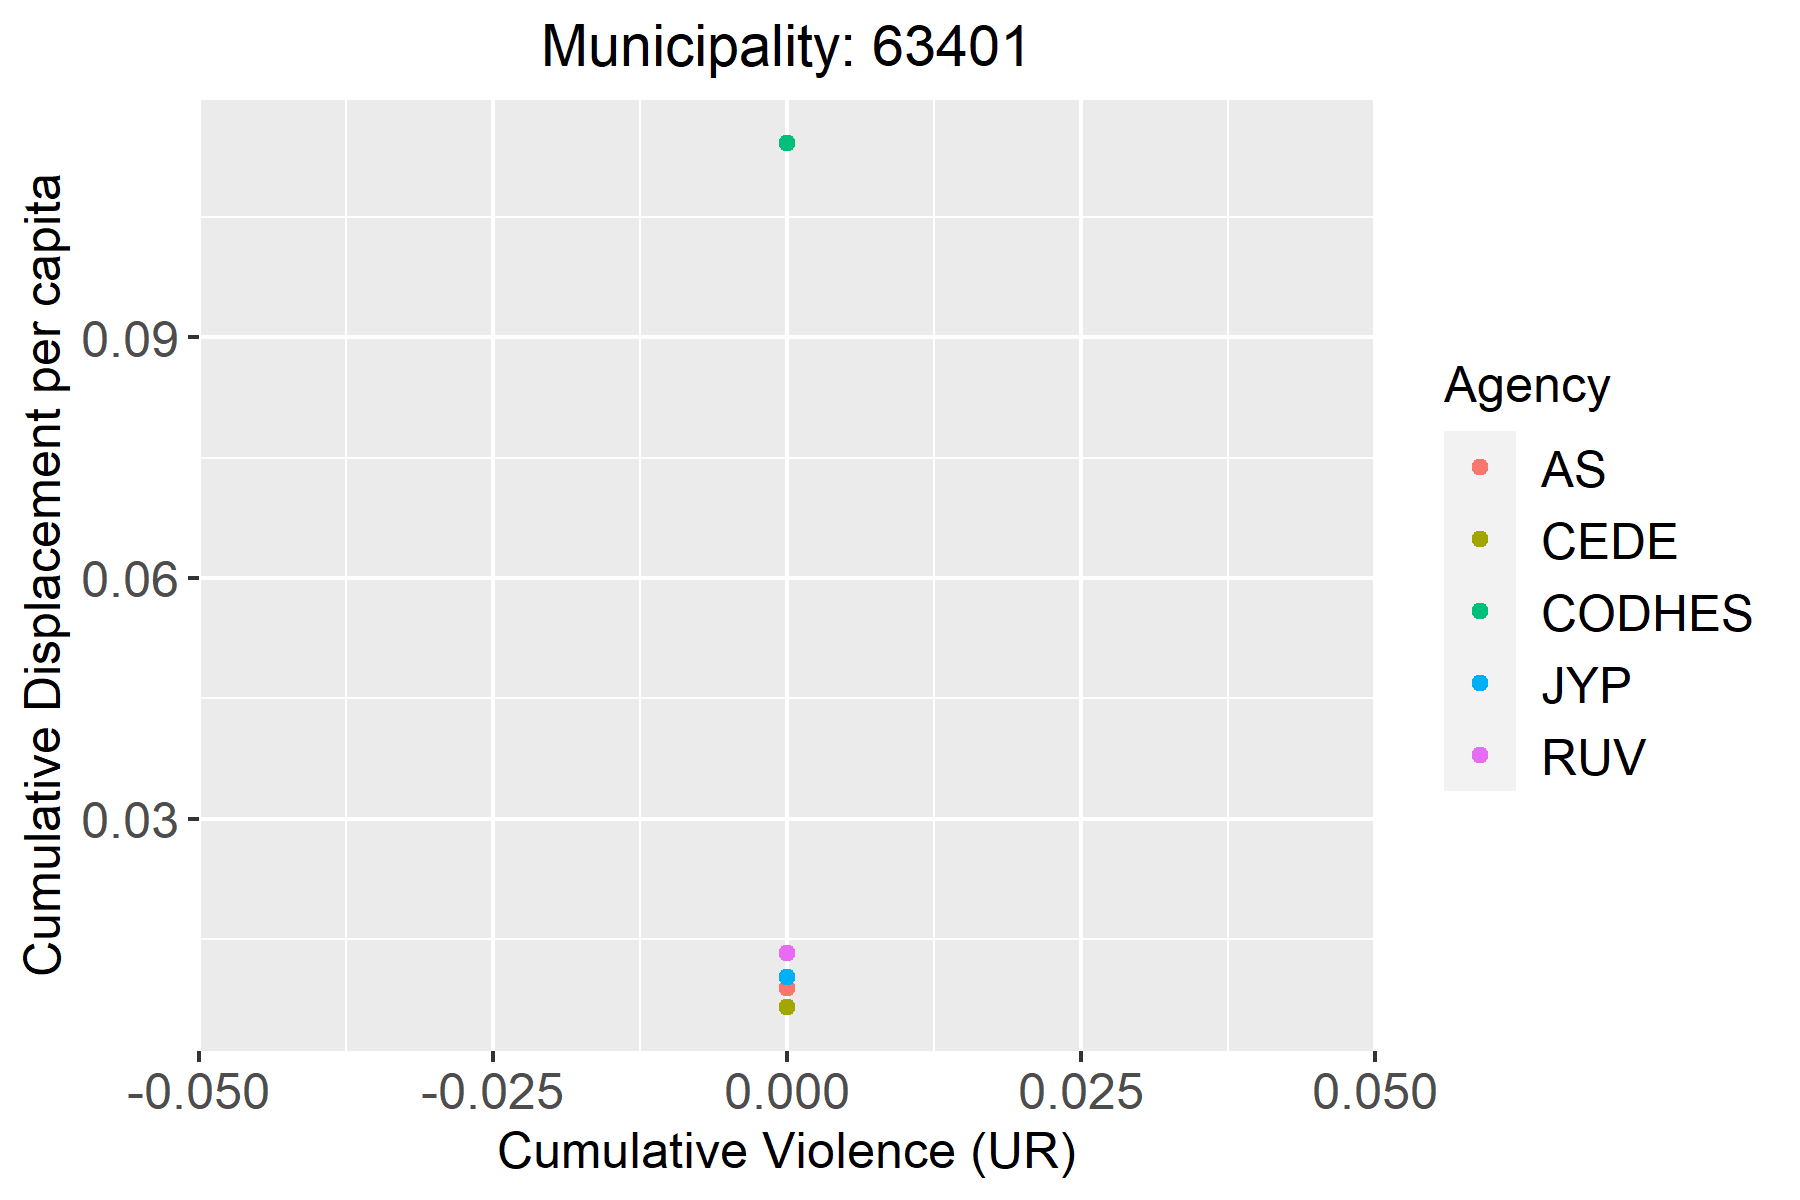 Municipality: 63401
Cumulative Displacement per capita
0.09
0.06
0.03
-0.050
-0.025
0.000
0.025
0.050
Cumulative Violence (UR)
Agency
AS
CEDE
CODHES
JYP
RUV